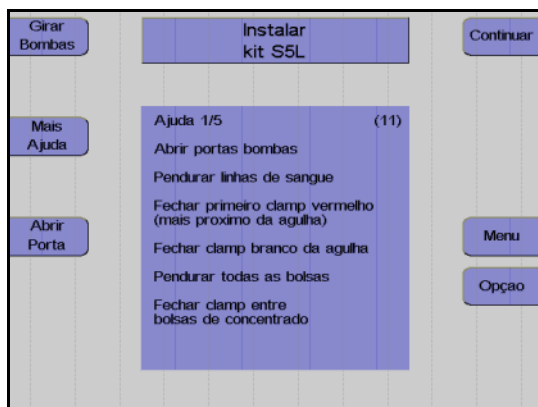 Girar
Bombas
Instalar
kit S5L
Continuar
Mais
Ajuda
Ajuda 1/5 (11)
Abrir portas bombas
Pendurar linhas de sangue
Fechar primeiro clamp vermelho
(mais proximo da agulha)
Abrir
Porta
Fechar clamp branco da agulha
Menu
Pendurar todas as bolsas
Opçao
Fechar clamp entre
bolsas de concentrado